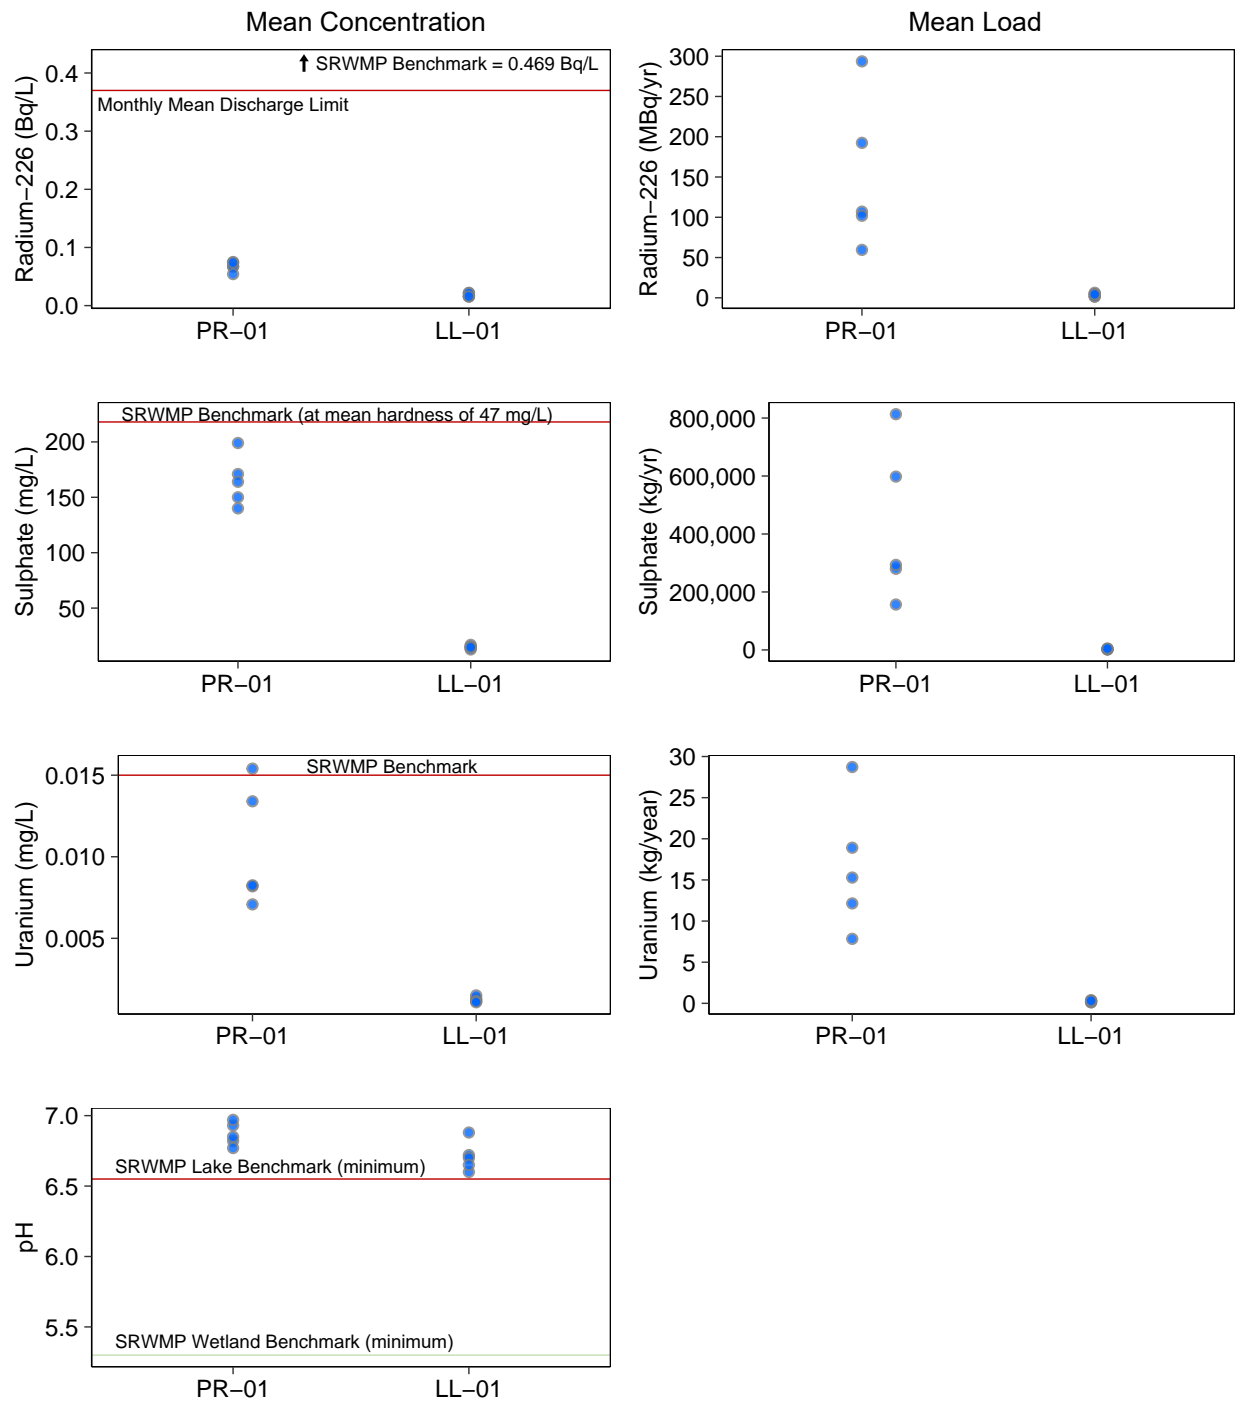 Mean Concentration
Mean Load
Radium−226 (Bq/L)
0.4
0.3
0.2
0.1
0.0
↑ SRWMP Benchmark = 0.469 Bq/L
Monthly Mean Discharge Limit
PR−01
LL−01
Radium−226 (MBq/yr)
300
250
200
150
100
50
0
PR−01
LL−01
Sulphate (mg/L)
200
150
100
50
SRWMP Benchmark (at mean hardness of 47 mg/L)
PR−01
LL−01
Sulphate (kg/yr)
800,000
600,000
400,000
200,000
0
PR−01
LL−01
Uranium (mg/L)
0.015
0.010
0.005
SRWMP Benchmark
PR−01
LL−01
Uranium (kg/year)
30
25
20
15
10
5
0
PR−01
LL−01
pH
7.0
6.5
6.0
5.5
SRWMP Lake Benchmark (minimum)
SRWMP Wetland Benchmark (minimum)
PR−01
LL−01